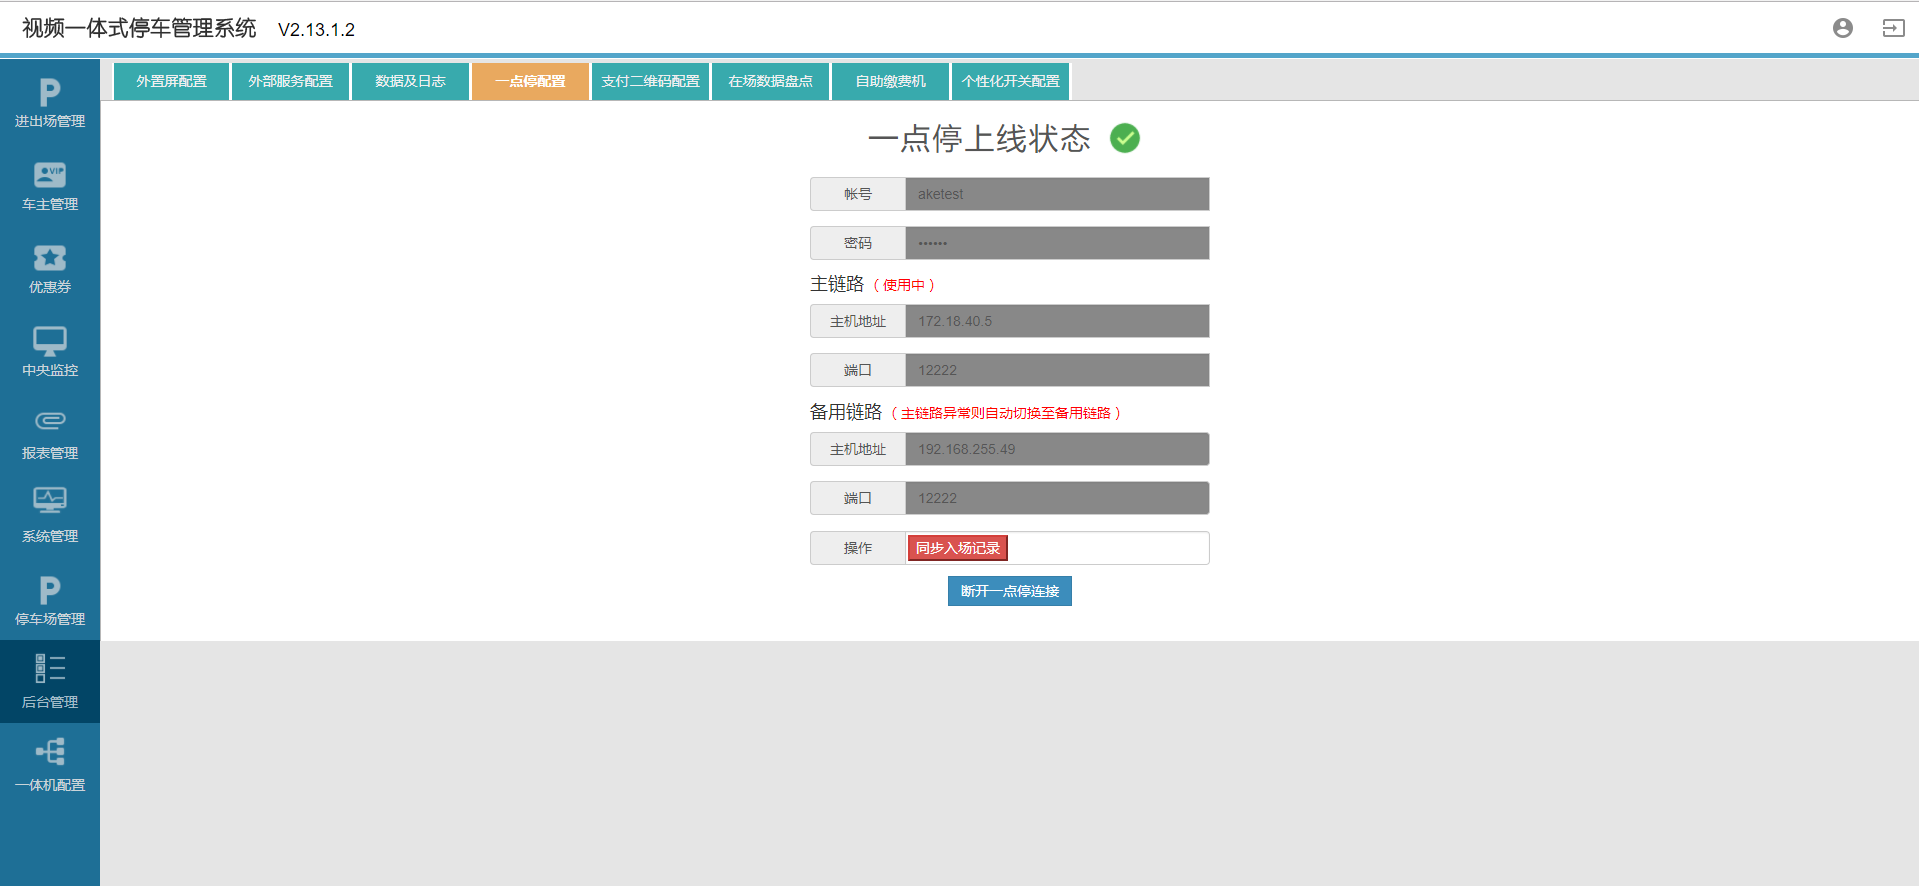 视频一体式停车管理系统 V2.13.1.2
外置屏配置 外部服务配置 数据及日志 一点停配置 支付二维码配置 在场数据盘点 自助缴费机 个性化开关配置
P
进出场管理
VIP
车主管理
优惠券
中央监控
报表管理
系统管理
P
停车场管理
后台管理
一体机配置
一点停上线状态
帐号 aketest
密码 ••••••
主链路（使用中）
主机地址 172.18.40.5
端口 12222
备用链路（主链路异常则自动切换至备用链路）
主机地址 192.168.255.49
端口 12222
操作 同步入场记录
断开一点停连接